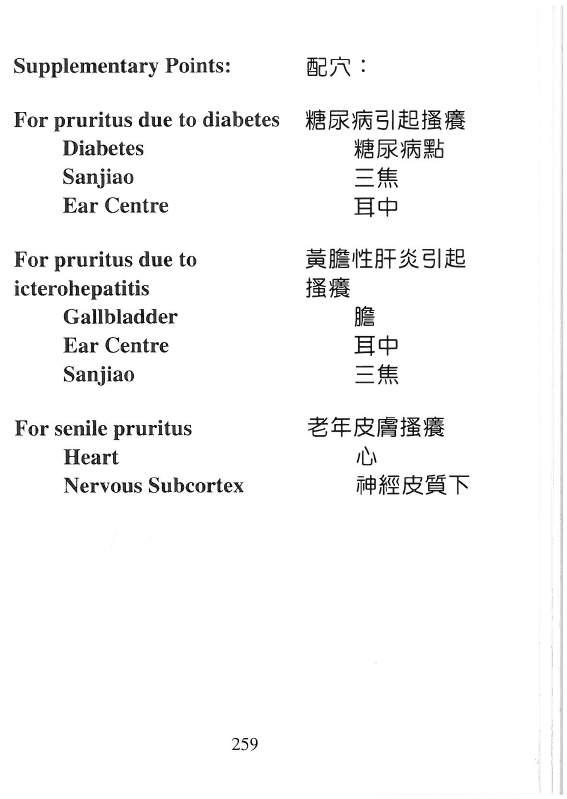 Supplementary Points: 配穴：
For pruritus due to diabetes 糖尿病引起搔癢
Diabetes 糖尿病點
Sanjiao 三焦
Ear Centre 耳中
For pruritus due to 黃膽性肝炎引起
icterohepatitis 搔癢
Gallbladder 膽
Ear Centre 耳中
Sanjiao 三焦
For senile pruritus 老年皮膚搔癢
Heart 心
Nervous Subcortex 神經皮質下
259